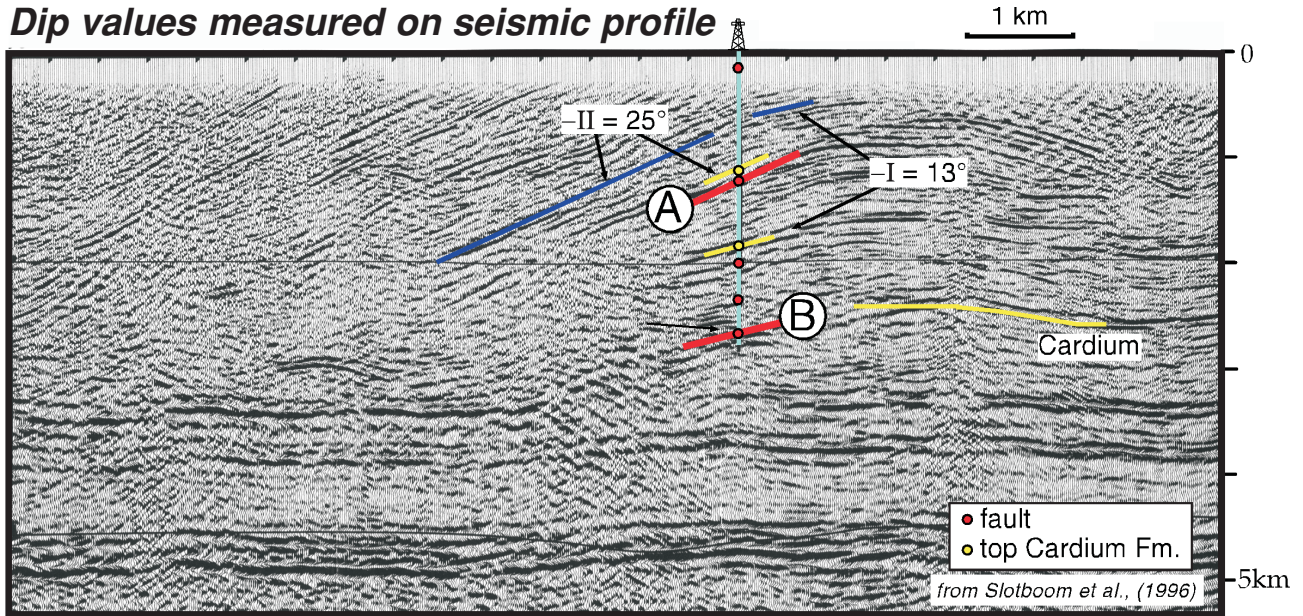 Dip values measured on seismic profile
1 km
0
–II = 25°
–I = 13°
A
B
Cardium
fault
top Cardium Fm.
from Slotboom et al., (1996)
5km